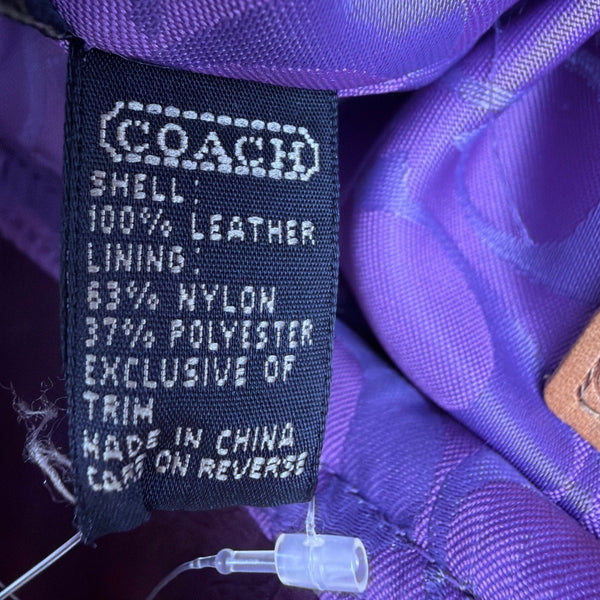 COACH
SHELL:
100% LEATHER
LINING:
63% NYLON
37% POLYESTER
EXCLUSIVE OF
TRIM
MADE IN CHINA
CARE ON REVERSE